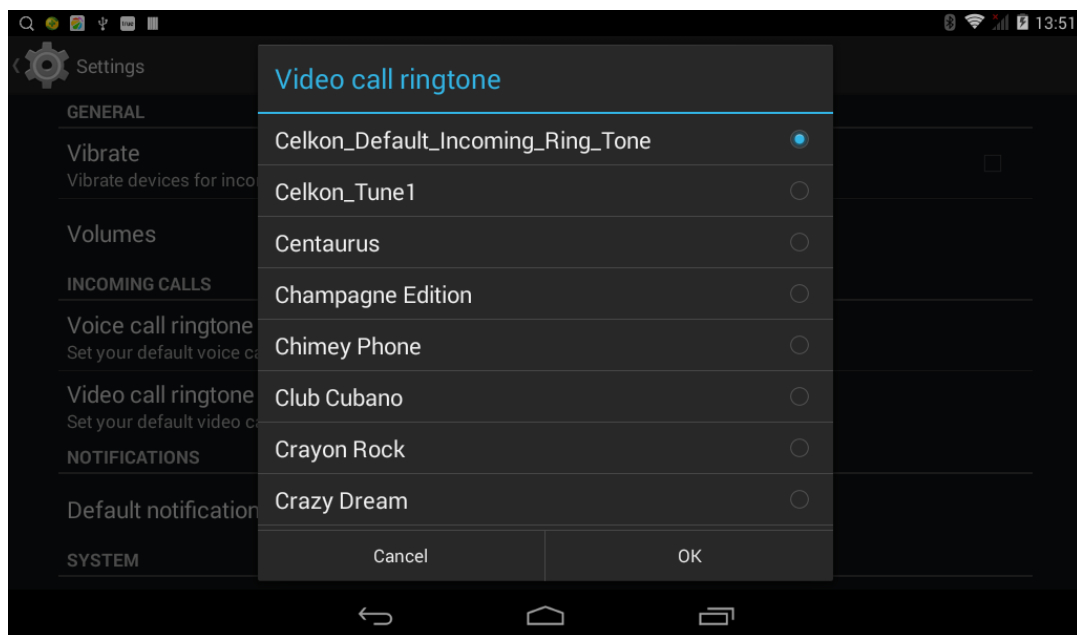 13:51
Settings
GENERAL
Vibrate
Vibrate devices for inco
Volumes
INCOMING CALLS
Voice call ringtone
Set your default voice ca
Video call ringtone
Set your default video ca
NOTIFICATIONS
Default notification
SYSTEM
Video call ringtone
Celkon_Default_Incoming_Ring_Tone
Celkon_Tune1
Centaurus
Champagne Edition
Chimey Phone
Club Cubano
Crayon Rock
Crazy Dream
Cancel
OK